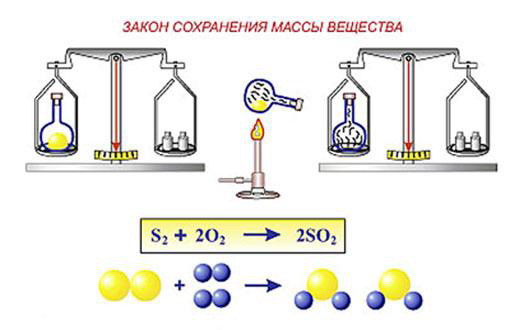 ЗАКОН СОХРАНЕНИЯ МАССЫ ВЕЩЕСТВА
S₂ + 2O₂ → 2SO₂
+ →